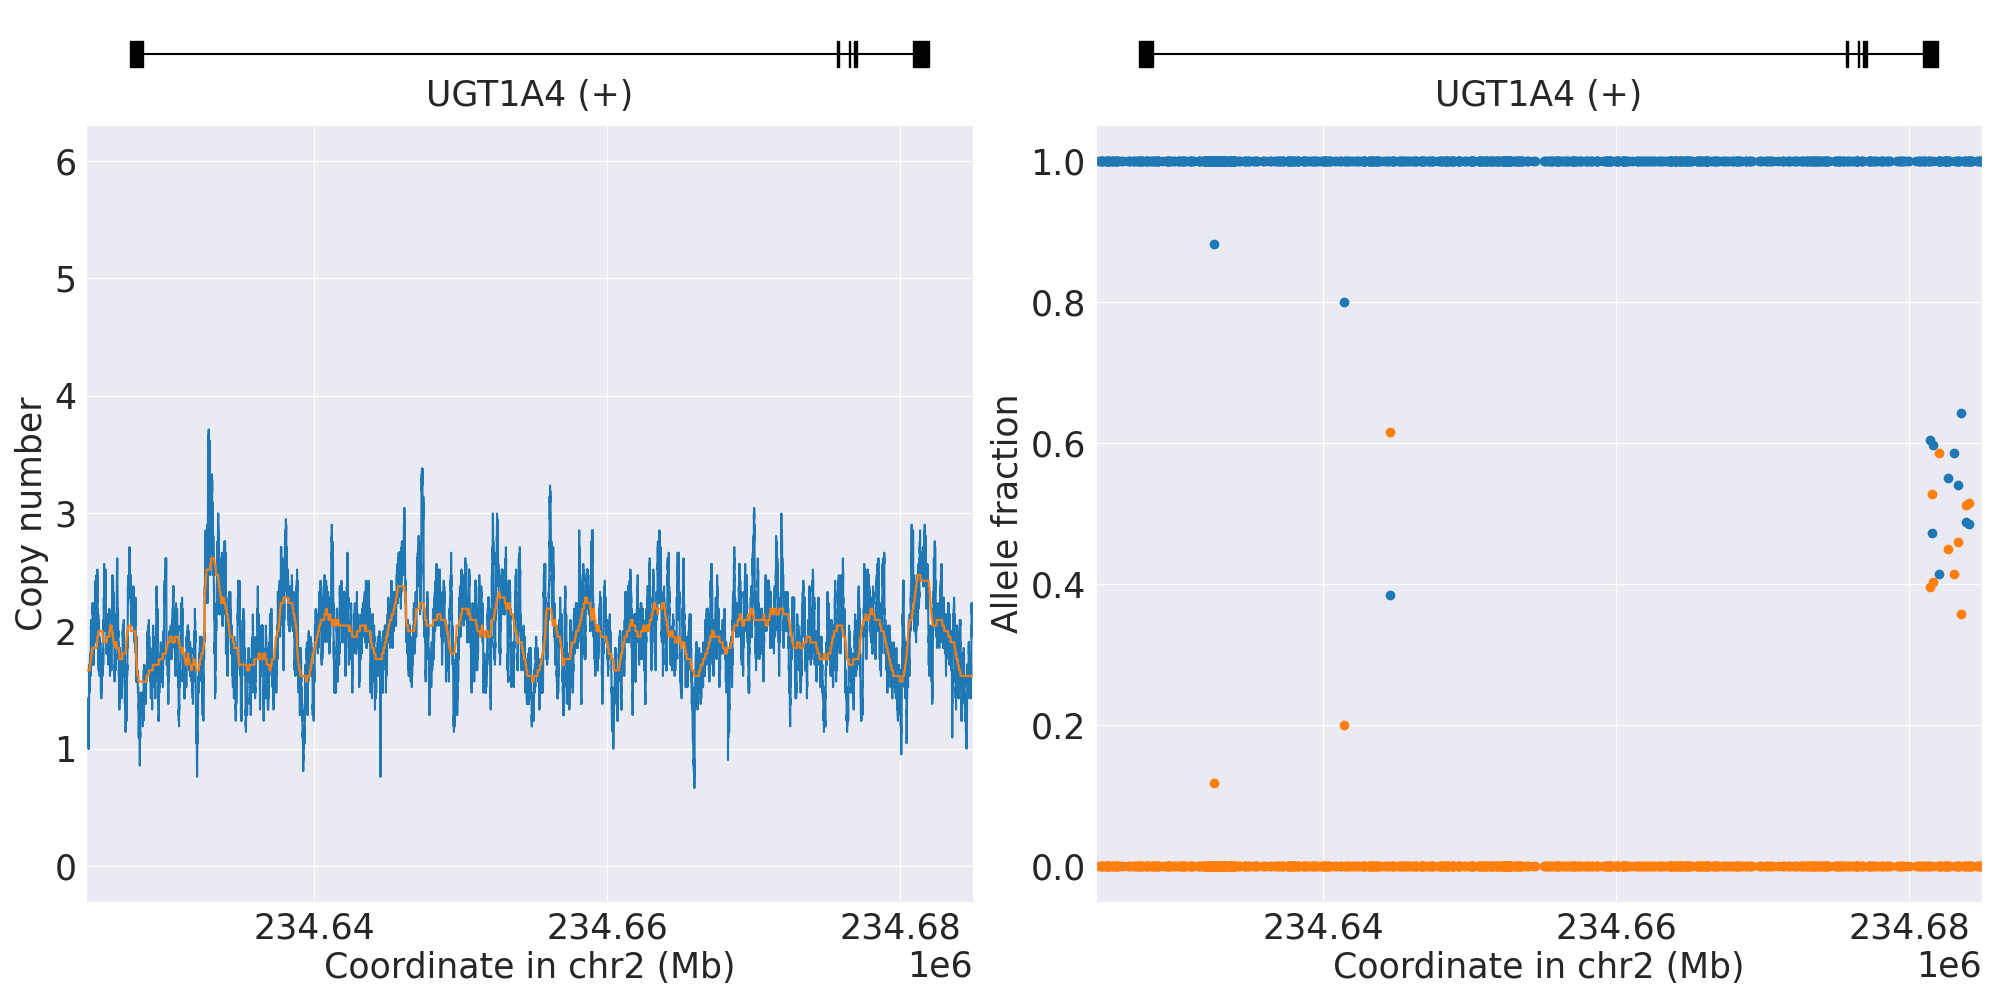 UGT1A4 (+)
6
5
4
3
2
1
0
Copy number
234.64 234.66 234.68
1e6
Coordinate in chr2 (Mb)
UGT1A4 (+)
1.0
0.8
0.6
0.4
0.2
0.0
Allele fraction
234.64 234.66 234.68
1e6
Coordinate in chr2 (Mb)